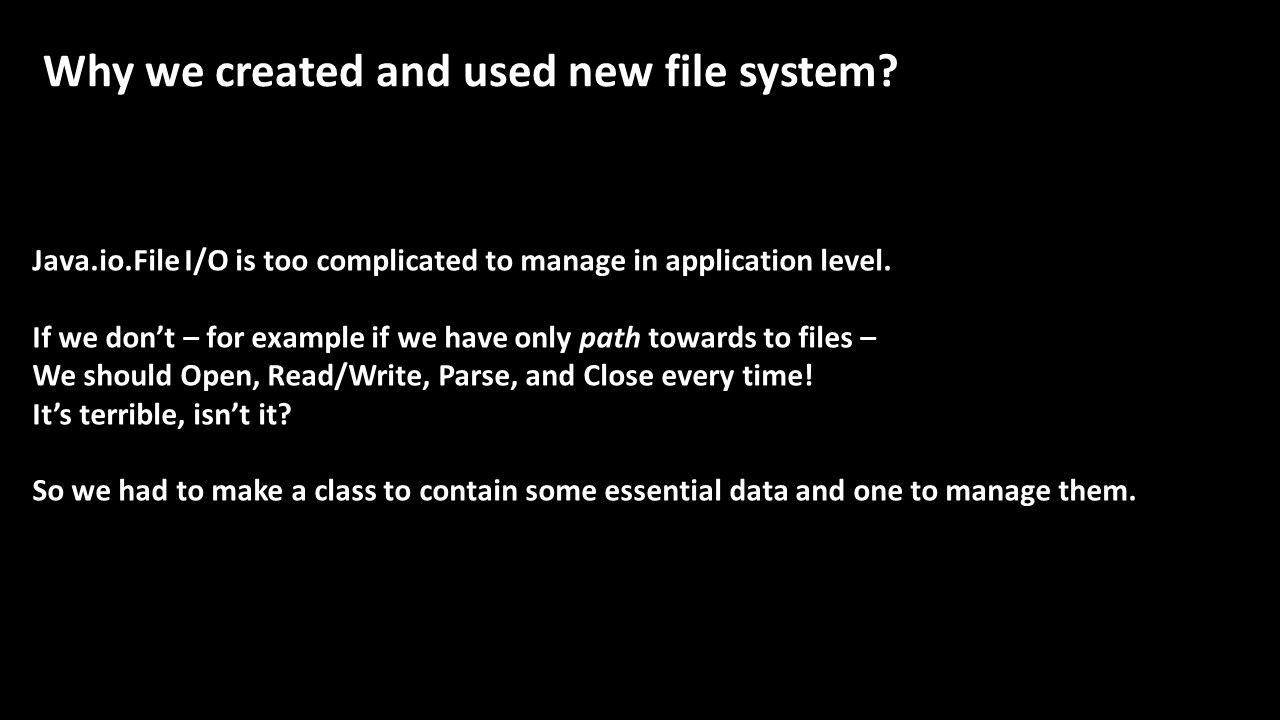 Why we created and used new file system?
Java.io.File I/O is too complicated to manage in application level.
If we don’t – for example if we have only path towards to files –
We should Open, Read/Write, Parse, and Close every time!
It’s terrible, isn’t it?
So we had to make a class to contain some essential data and one to manage them.